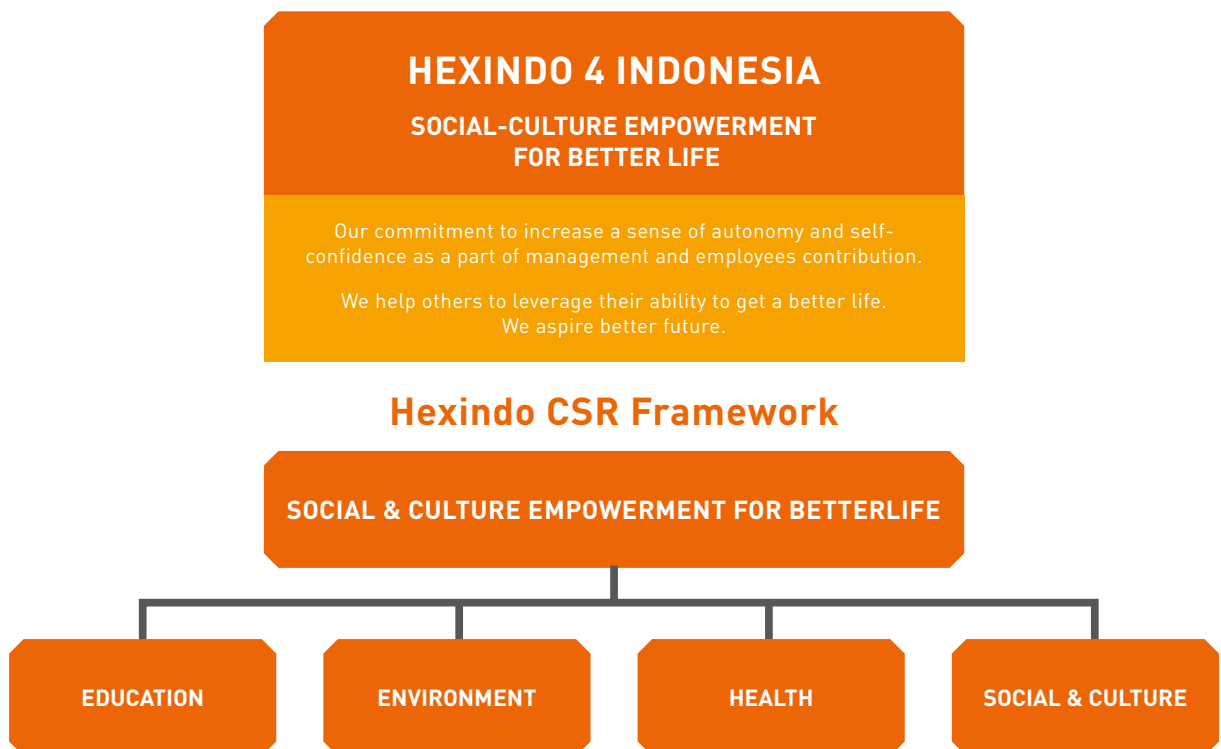 HEXINDO 4 INDONESIA
SOCIAL-CULTURE EMPOWERMENT
FOR BETTER LIFE
Our commitment to increase a sense of autonomy and self-
confidence as a part of management and employees contribution.
We help others to leverage their ability to get a better life.
We aspire better future.
Hexindo CSR Framework
SOCIAL & CULTURE EMPOWERMENT FOR BETTERLIFE
EDUCATION
ENVIRONMENT
HEALTH
SOCIAL & CULTURE